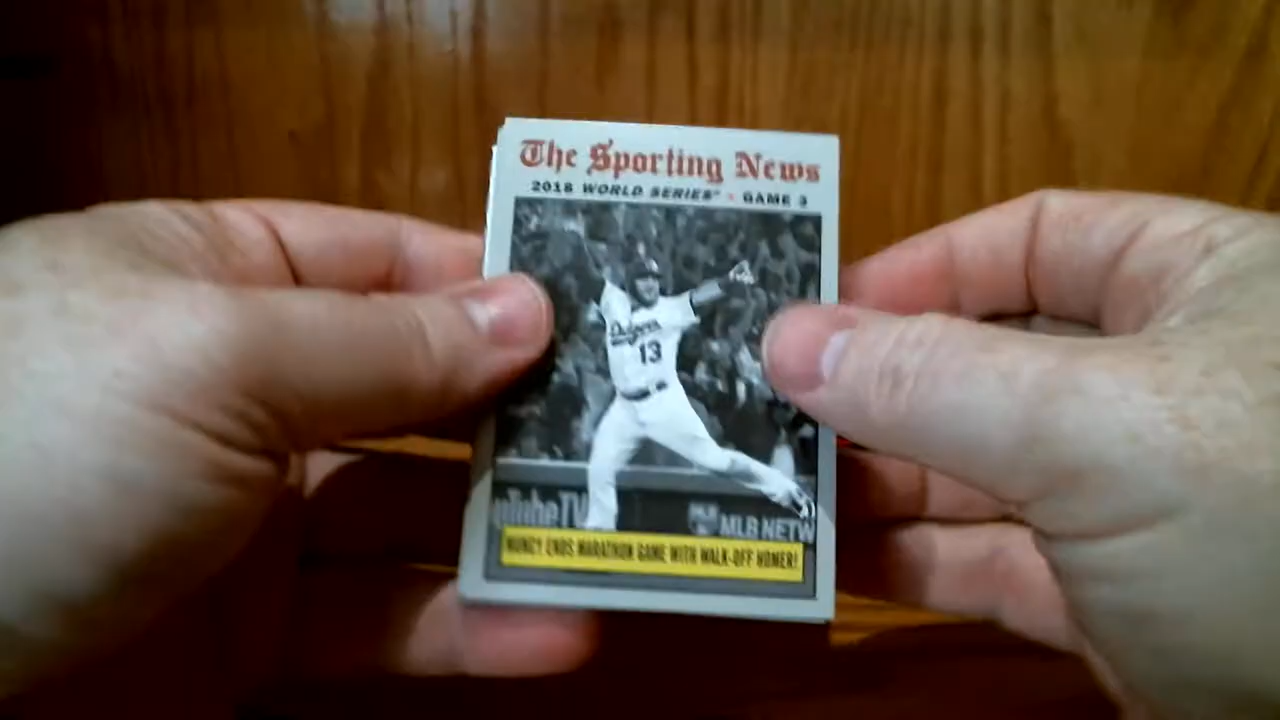 The Sporting News
2018 WORLD SERIES • GAME 3
Dodgers
13
uTubeTV
MLB NETW
MUNCY ENDS MARATHON GAME WITH WALK-OFF HOMER!